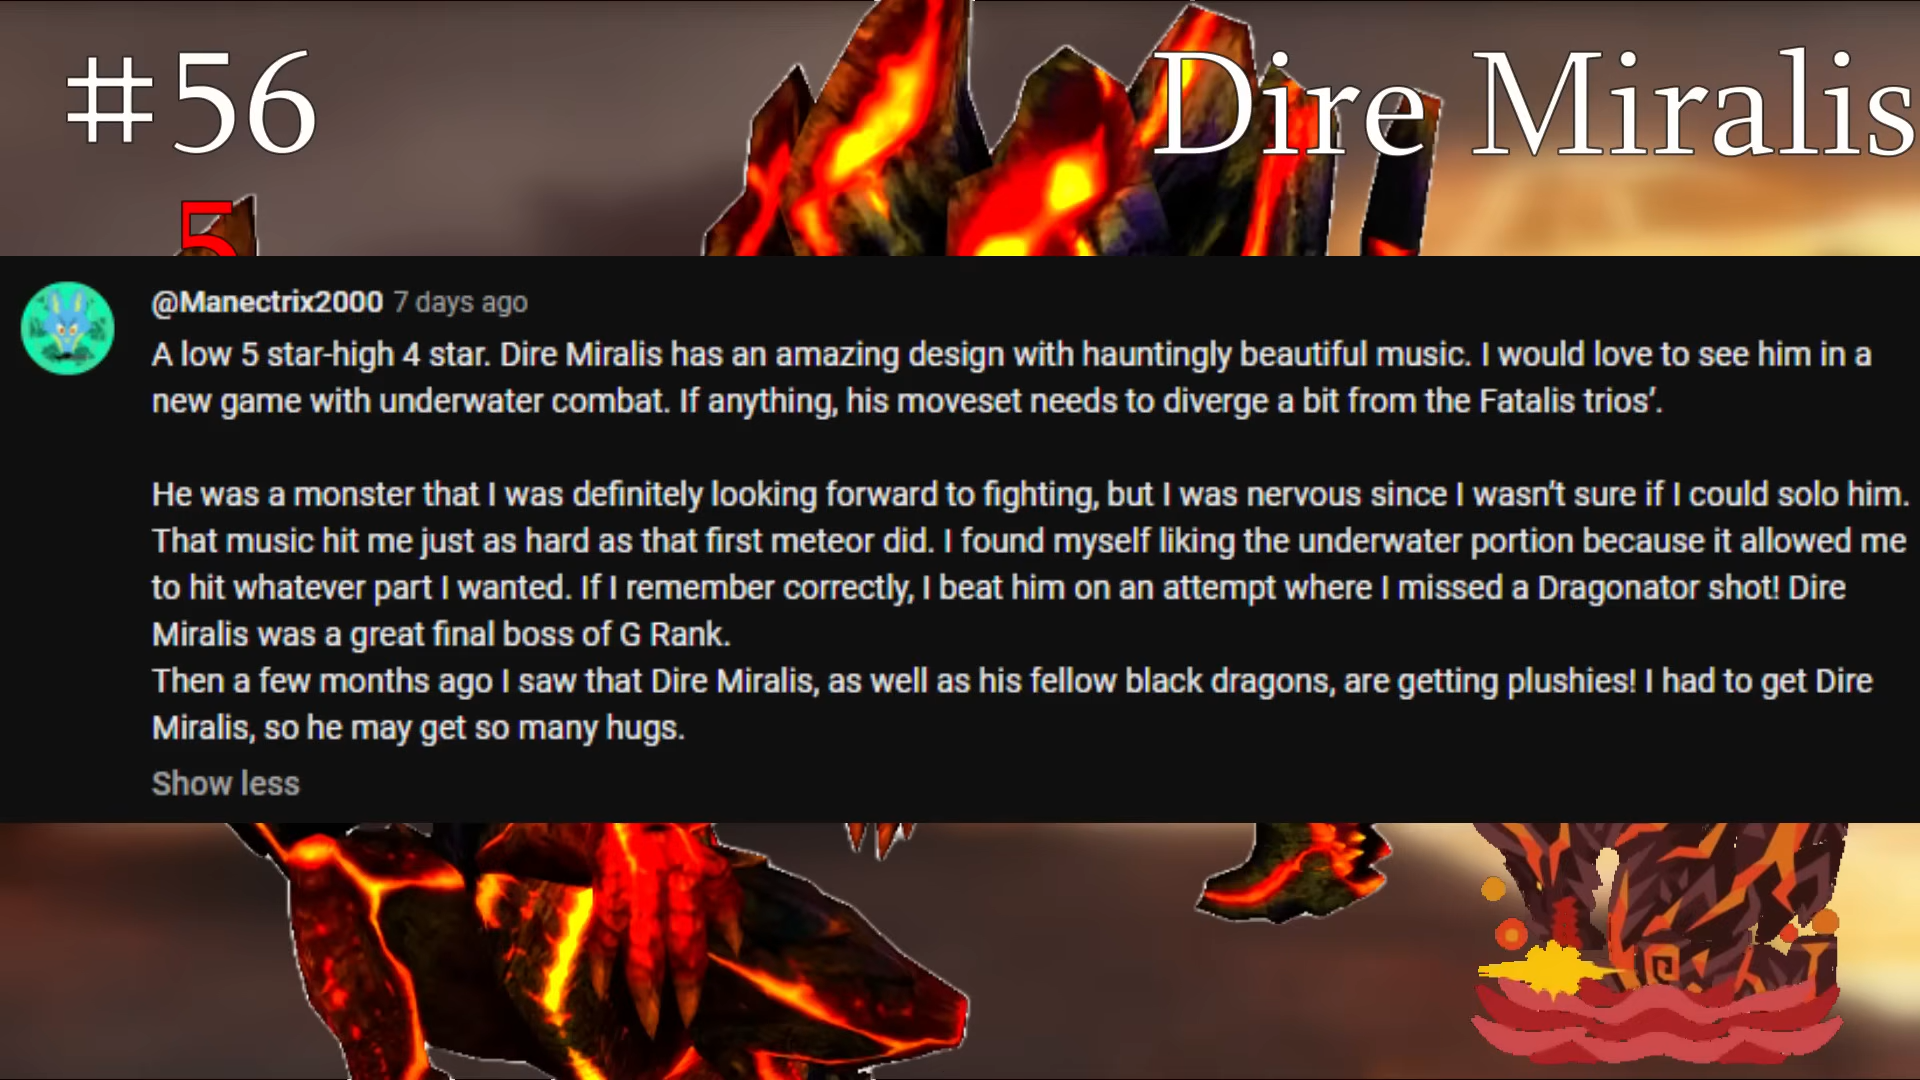 #56
Dire Miralis
5
@Manectrix2000 7 days ago
A low 5 star-high 4 star. Dire Miralis has an amazing design with hauntingly beautiful music. I would love to see him in a
new game with underwater combat. If anything, his moveset needs to diverge a bit from the Fatalis trios’.
He was a monster that I was definitely looking forward to fighting, but I was nervous since I wasn’t sure if I could solo him.
That music hit me just as hard as that first meteor did. I found myself liking the underwater portion because it allowed me
to hit whatever part I wanted. If I remember correctly, I beat him on an attempt where I missed a Dragonator shot! Dire
Miralis was a great final boss of G Rank.
Then a few months ago I saw that Dire Miralis, as well as his fellow black dragons, are getting plushies! I had to get Dire
Miralis, so he may get so many hugs.
Show less